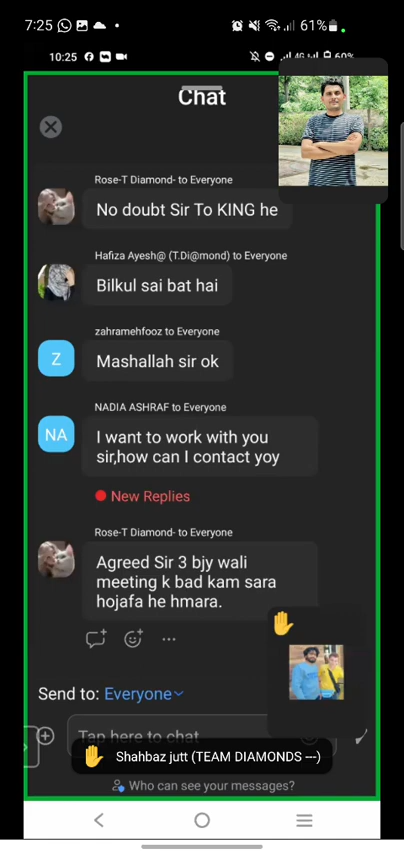 7:25
61%
10:25
4G
60%
Chat
Rose-T Diamond- to Everyone
No doubt Sir To KING he
Hafiza Ayesh@ (T.Di@mond) to Everyone
Bilkul sai bat hai
zahramehfooz to Everyone
Z
Mashallah sir ok
NADIA ASHRAF to Everyone
NA
I want to work with you
sir,how can I contact yoy
New Replies
Rose-T Diamond- to Everyone
Agreed Sir 3 bjy wali
meeting k bad kam sara
hojafa he hmara.
Send to: Everyone
Tap here to chat
Shahbaz jutt (TEAM DIAMONDS ---)
Who can see your messages?